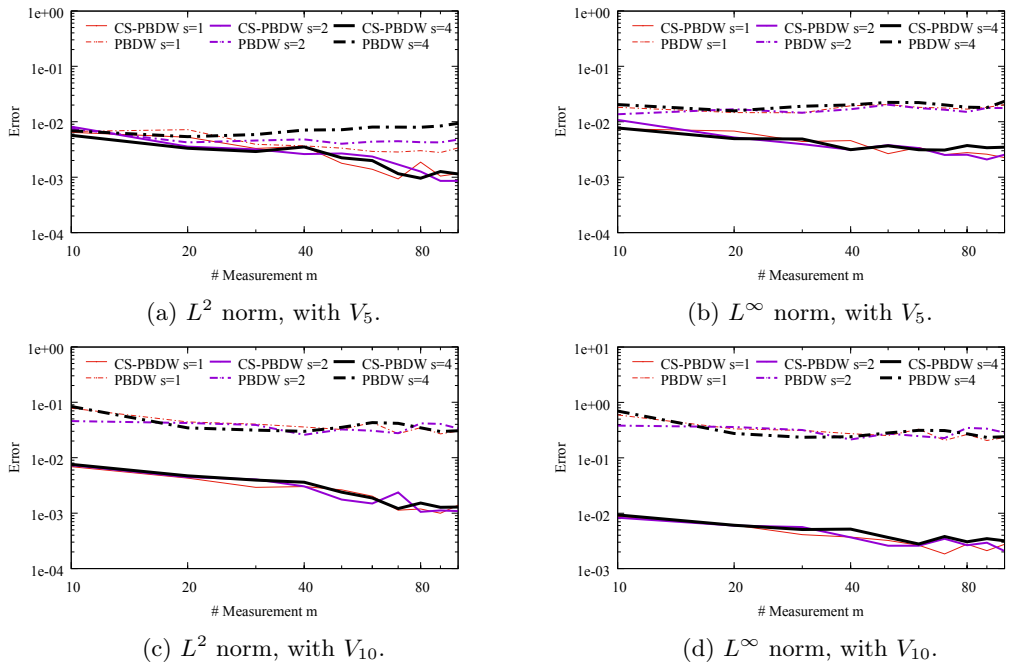 1e+00
CS-PBDW s=1 CS-PBDW s=2 CS-PBDW s=4
PBDW s=1 PBDW s=2 PBDW s=4
1e-01
1e-02
1e-03
1e-04
Error
10 20 40 80
# Measurement m
(a) L² norm, with V₅.
1e+00
CS-PBDW s=1 CS-PBDW s=2 CS-PBDW s=4
PBDW s=1 PBDW s=2 PBDW s=4
1e-01
1e-02
1e-03
1e-04
Error
10 20 40 80
# Measurement m
(b) L∞ norm, with V₅.
1e+00
CS-PBDW s=1 CS-PBDW s=2 CS-PBDW s=4
PBDW s=1 PBDW s=2 PBDW s=4
1e-01
1e-02
1e-03
1e-04
Error
10 20 40 80
# Measurement m
(c) L² norm, with V₁₀.
1e+01
CS-PBDW s=1 CS-PBDW s=2 CS-PBDW s=4
PBDW s=1 PBDW s=2 PBDW s=4
1e+00
1e-01
1e-02
1e-03
Error
10 20 40 80
# Measurement m
(d) L∞ norm, with V₁₀.